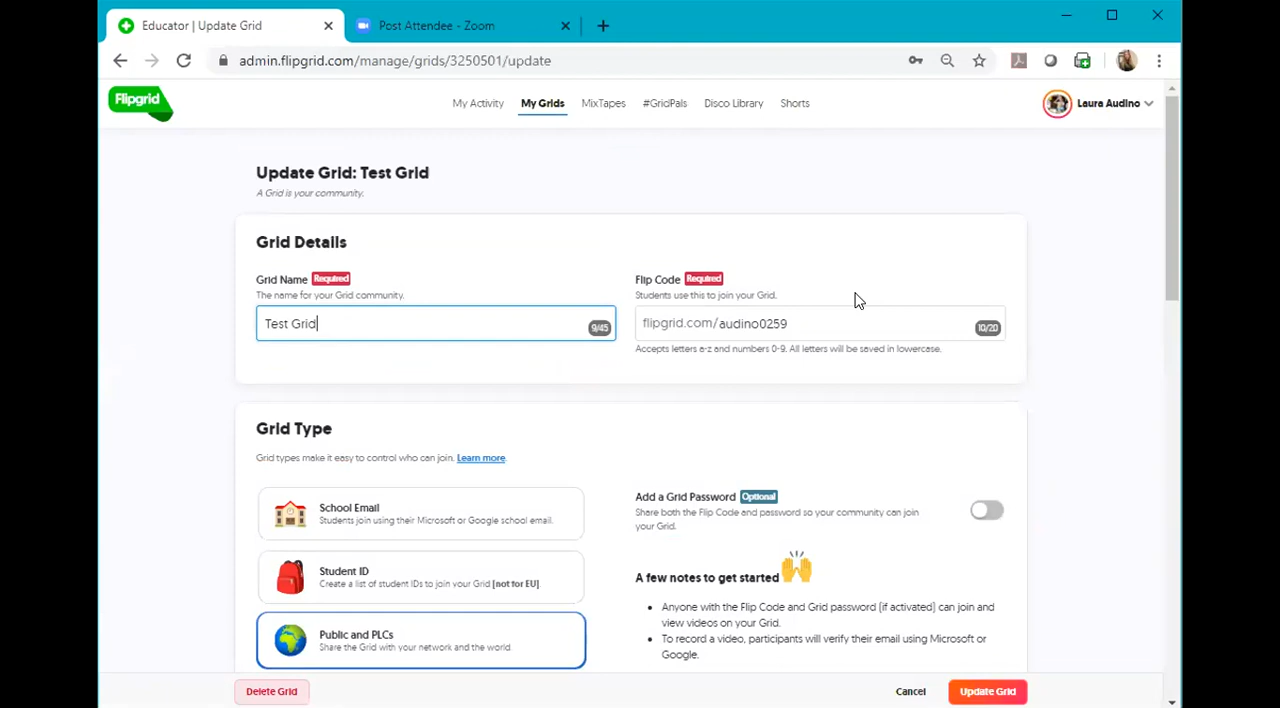 Educator | Update Grid
Post Attendee - Zoom
admin.flipgrid.com/manage/grids/3250501/update
Flipgrid
My Activity
My Grids
MixTapes
#GridPals
Disco Library
Shorts
Laura Audino
Update Grid: Test Grid
A Grid is your community.
Grid Details
Grid Name Required
The name for your Grid community.
Test Grid
9/45
Flip Code Required
Students use this to join your Grid.
flipgrid.com/audino0259
10/20
Accepts letters a-z and numbers 0-9. All letters will be saved in lowercase.
Grid Type
Grid types make it easy to control who can join. Learn more.
School Email
Students join using their Microsoft or Google school email.
Student ID
Create a list of student IDs to join your Grid [not for EU].
Public and PLCs
Share the Grid with your network and the world.
Add a Grid Password Optional
Share both the Flip Code and password so your community can join
your Grid.
A few notes to get started
Anyone with the Flip Code and Grid password (if activated) can join and
view videos on your Grid.
To record a video, participants will verify their email using Microsoft or
Google.
Delete Grid
Cancel
Update Grid